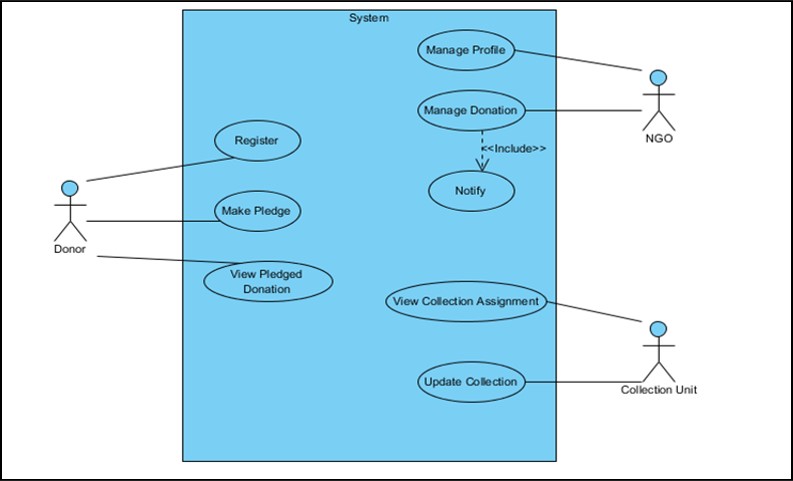 System
Manage Profile
Manage Donation
NGO
Register
<<Include>>
Notify
Make Pledge
Donor
View Pledged
Donation
View Collection Assignment
Update Collection
Collection Unit